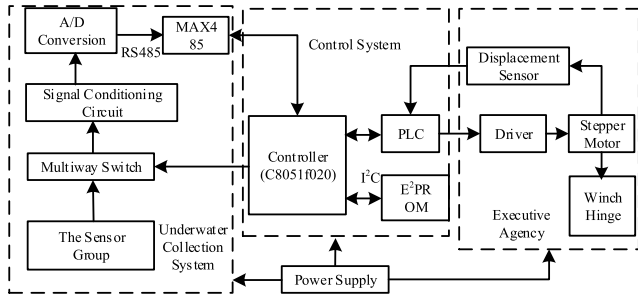 A/D
Conversion
RS485
MAX4
85
Signal Conditioning
Circuit
Multiway Switch
The Sensor
Group
Underwater
Collection
System
Control System
Controller
(C8051f020)
PLC
I²C
E²PR
OM
Power Supply
Displacement
Sensor
Driver
Stepper
Motor
Winch
Hinge
Executive
Agency